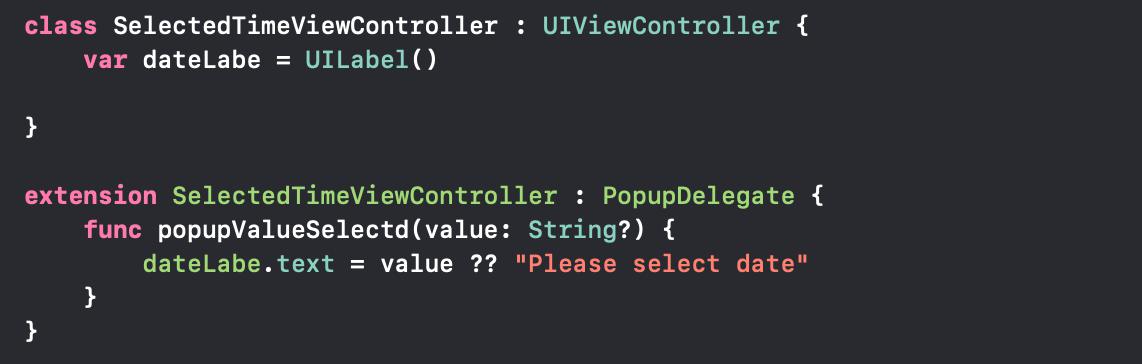 class SelectedTimeViewController : UIViewController {
    var dateLabe = UILabel()
}
extension SelectedTimeViewController : PopupDelegate {
    func popupValueSelectd(value: String?) {
        dateLabe.text = value ?? "Please select date"
    }
}